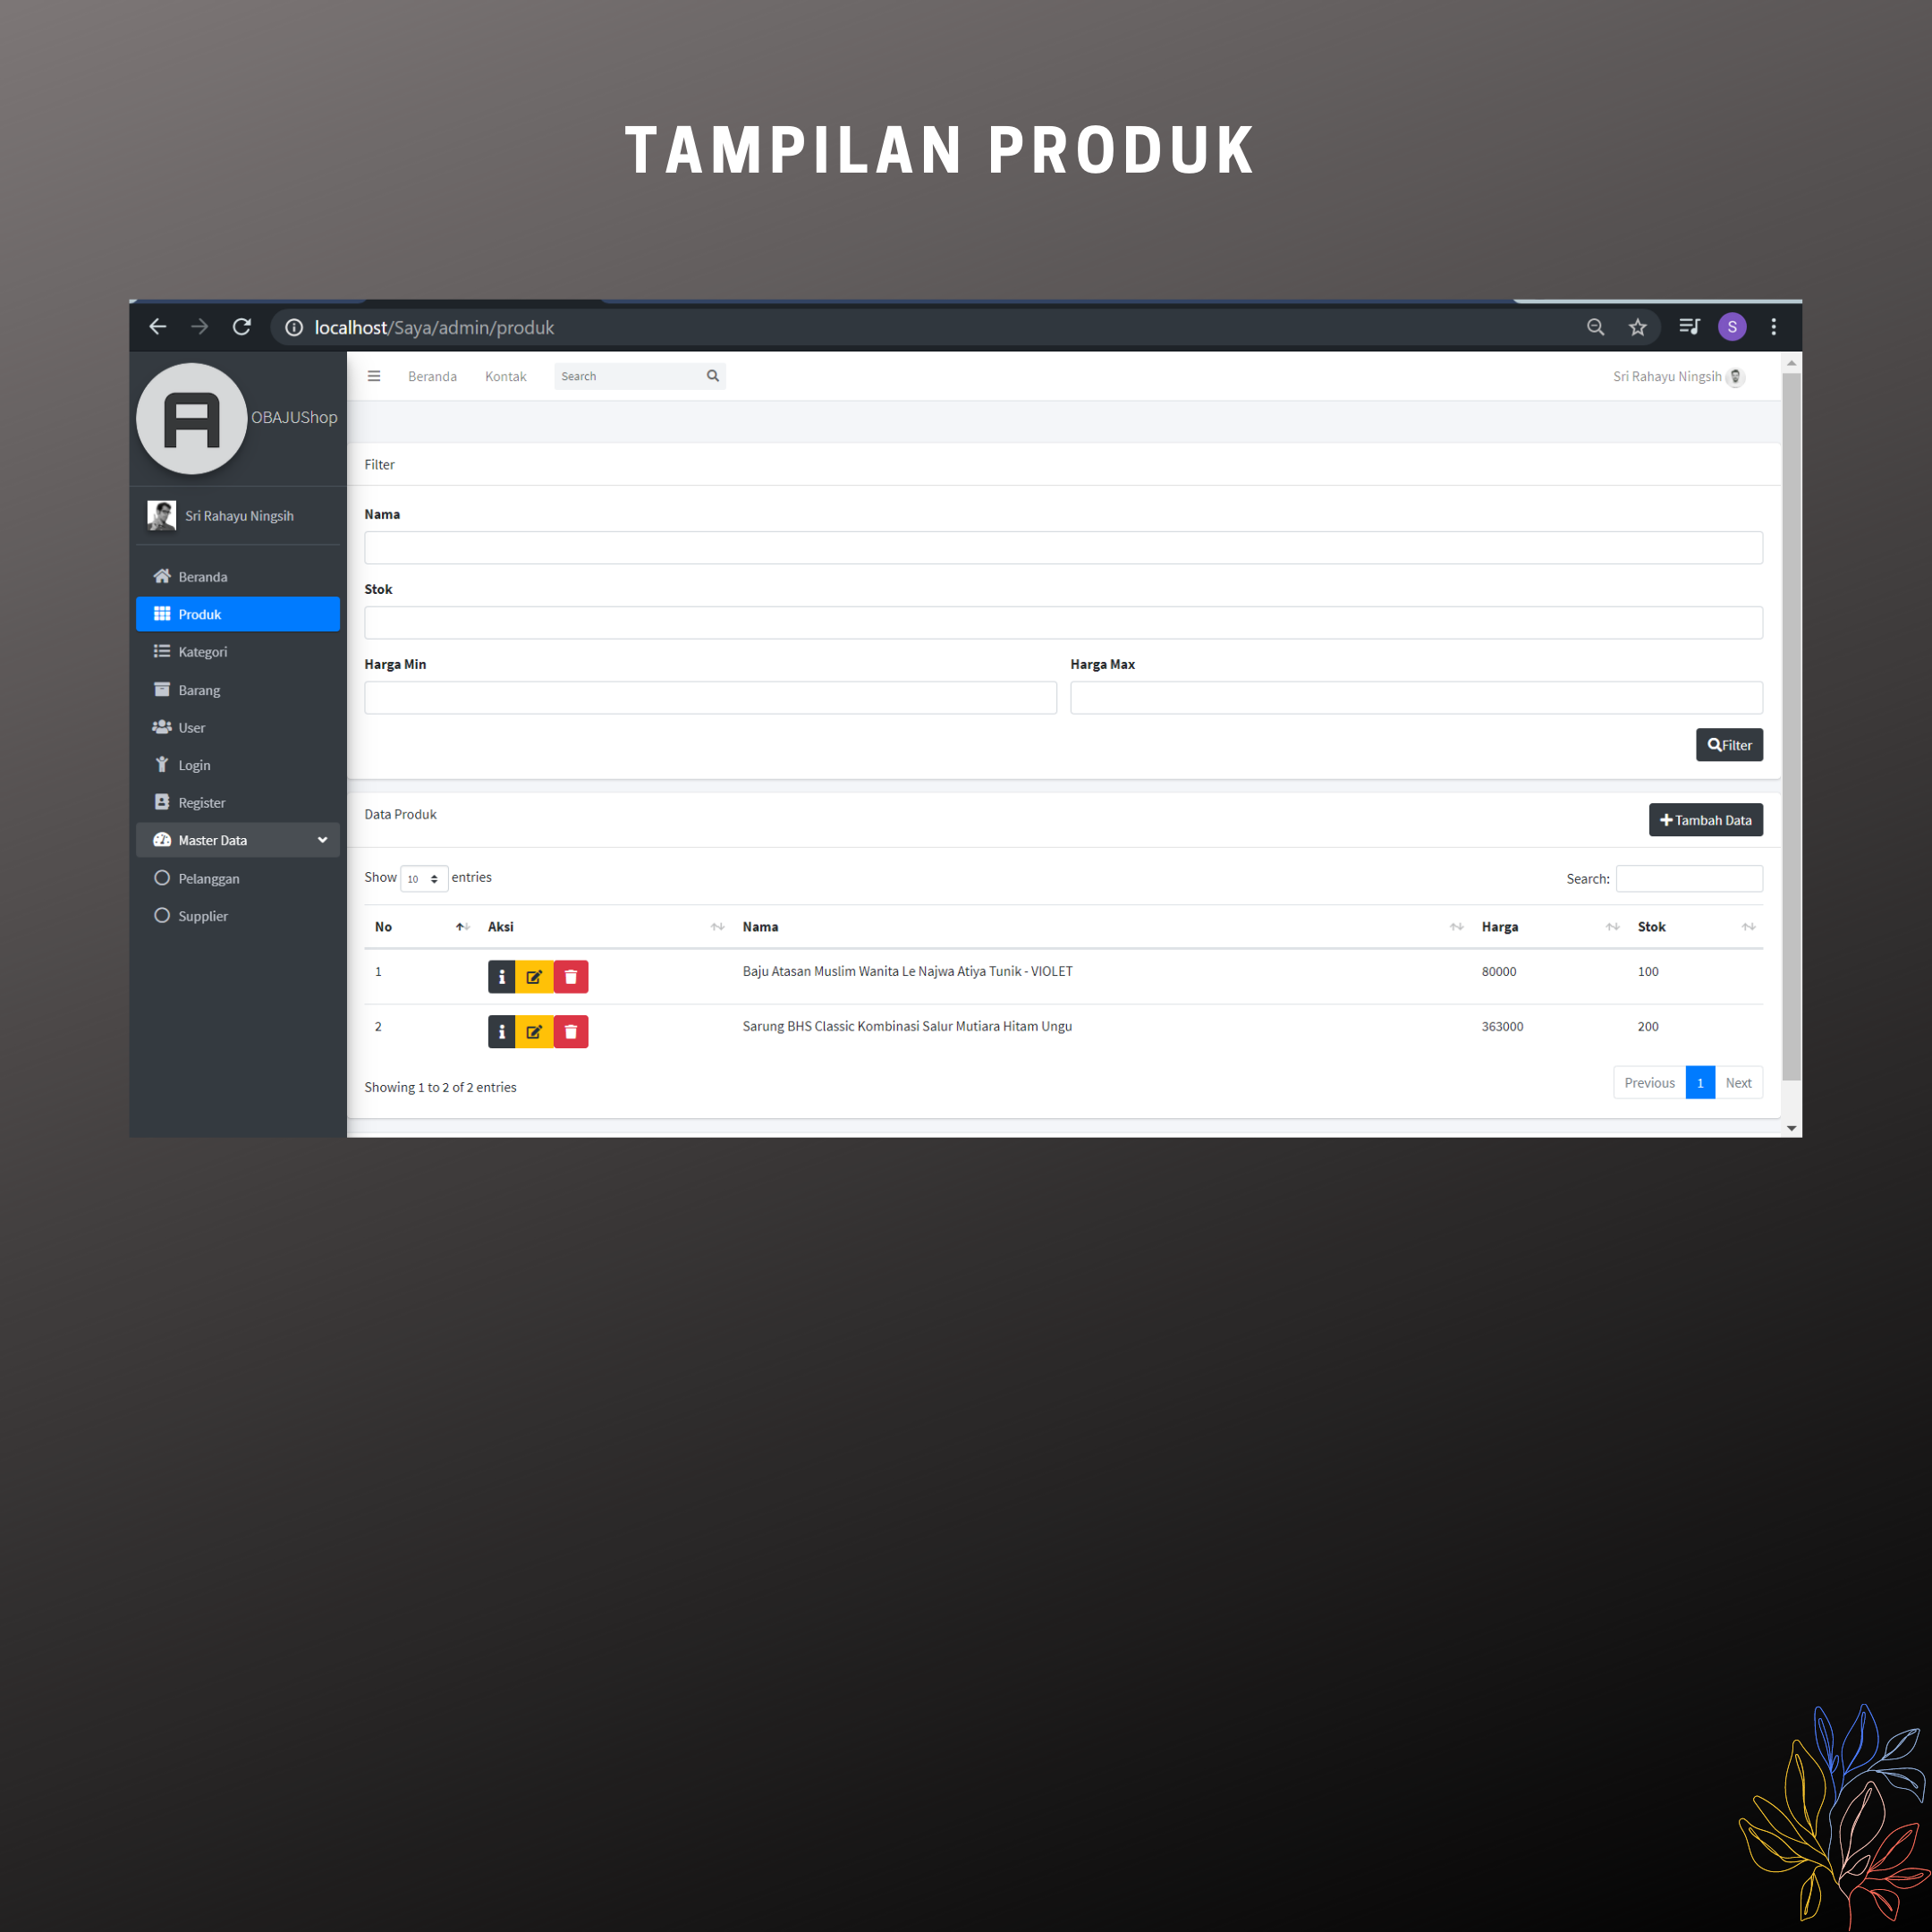 TAMPILAN PRODUK
localhost/Saya/admin/produk
S
A
OBAJUShop
Beranda
Kontak
Search
Sri Rahayu Ningsih
Sri Rahayu Ningsih
Beranda
Produk
Kategori
Barang
User
Login
Register
Master Data
Pelanggan
Supplier
Filter
Nama
Stok
Harga Min Harga Max
Filter
Data Produk
Tambah Data
Show 10 entries
Search:
No Aksi Nama Harga Stok
1 Baju Atasan Muslim Wanita Le Najwa Atiya Tunik - VIOLET 80000 100
2 Sarung BHS Classic Kombinasi Salur Mutiara Hitam Ungu 363000 200
Showing 1 to 2 of 2 entries
Previous 1 Next